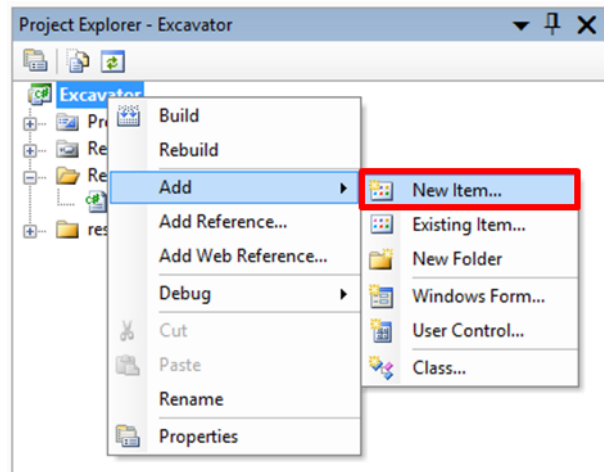 Project Explorer - Excavator
Excavator
Build
Pr
Rebuild
Re
Add
New Item...
Re
Add Reference...
Existing Item...
Add Web Reference...
New Folder
res
Debug
Windows Form...
Cut
User Control...
Paste
Class...
Rename
Properties